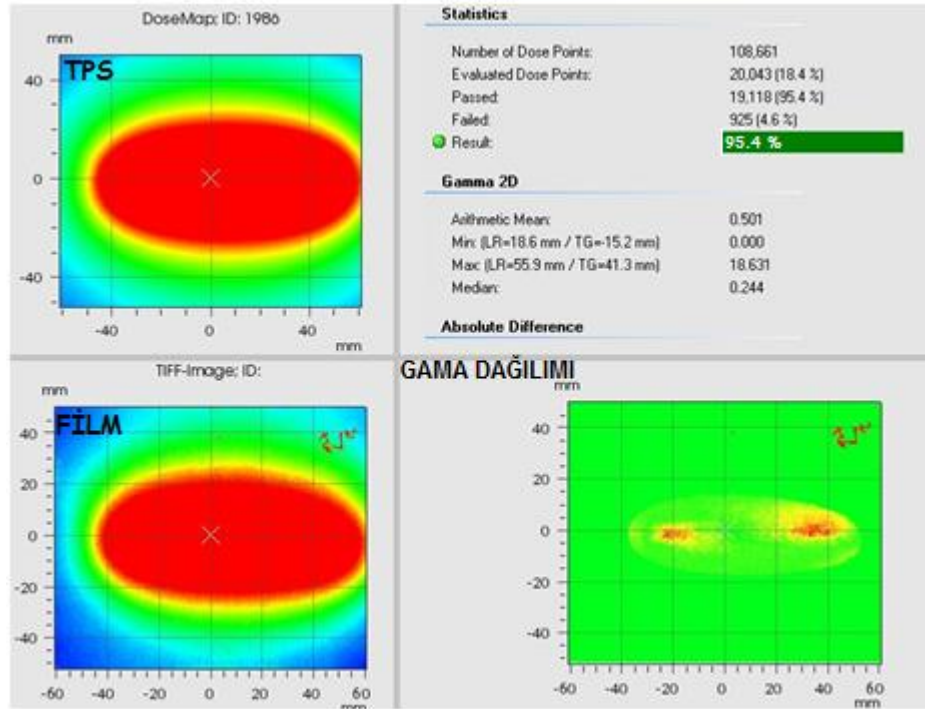 DoseMap; ID: 1986
mm
TPS
40
0
-40
-40
0
40
mm
Statistics
Number of Dose Points: 108,661
Evaluated Dose Points: 20,043 (18.4 %)
Passed: 19,118 (95.4 %)
Failed: 925 (4.6 %)
Result: 95.4 %
Gamma 2D
Arithmetic Mean: 0.501
Min: (LR=18.6 mm / TG=-15.2 mm) 0.000
Max: (LR=55.9 mm / TG=41.3 mm) 18.631
Median: 0.244
Absolute Difference
TIFF-Image; ID:
mm
FİLM
40
20
0
-20
-40
-60
-40
-20
0
20
40
60
mm
GAMA DAĞILIMI
mm
40
20
0
-20
-40
-60
-40
-20
0
20
40
60
mm